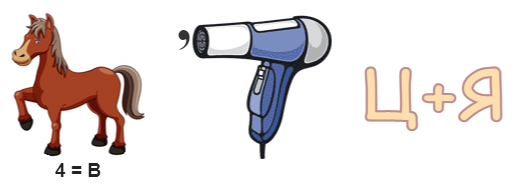 ,
Ц+Я
4 = В